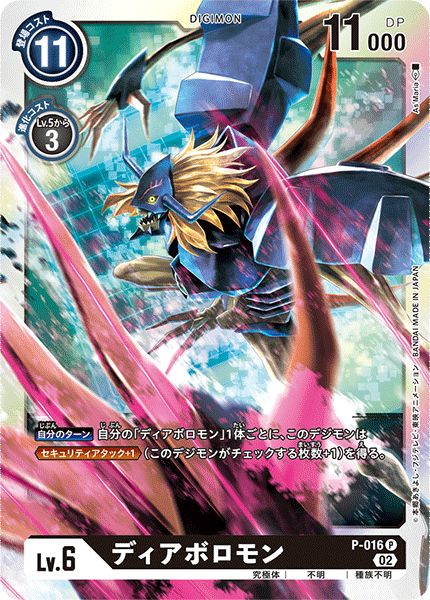 登場コスト
11
DIGIMON
DP
11000
進化コスト
Lv.5から
3
As'Maria
自分のターン 自分の「ディアボロモン」1体ごとに、このデジモンは
セキュリティアタック+1 （このデジモンがチェックする枚数+1）を得る。
©本郷あきよし・フジテレビ・東映アニメーション BANDAI MADE IN JAPAN
P-016 P
Lv.6
ディアボロモン
02
究極体 | 不明 | 種族不明